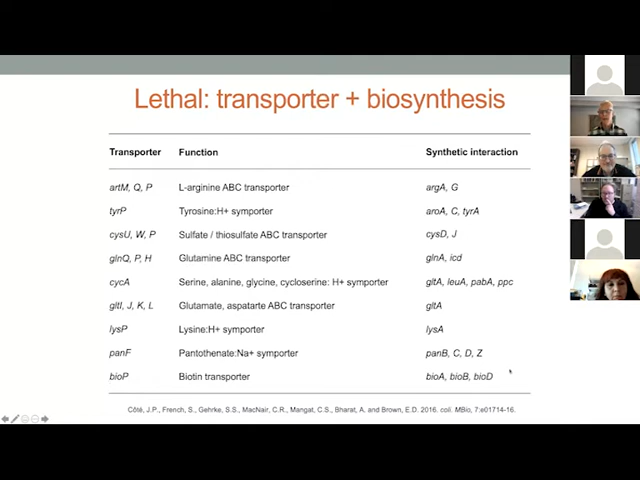 Lethal: transporter + biosynthesis
Transporter Function Synthetic interaction
artM, Q, P L-arginine ABC transporter argA, G
tyrP Tyrosine:H+ symporter aroA, C, tyrA
cysU, W, P Sulfate / thiosulfate ABC transporter cysD, J
glnQ, P, H Glutamine ABC transporter glnA, icd
cycA Serine, alanine, glycine, cycloserine: H+ symporter gltA, leuA, pabA, ppc
gltI, J, K, L Glutamate, aspatarte ABC transporter gltA
lysP Lysine:H+ symporter lysA
panF Pantothenate:Na+ symporter panB, C, D, Z
bioP Biotin transporter bioA, bioB, bioD
Côté, J.P., French, S., Gehrke, S.S., MacNair, C.R., Mangat, C.S., Bharat, A. and Brown, E.D. 2016. coli. MBio, 7:e01714-16.